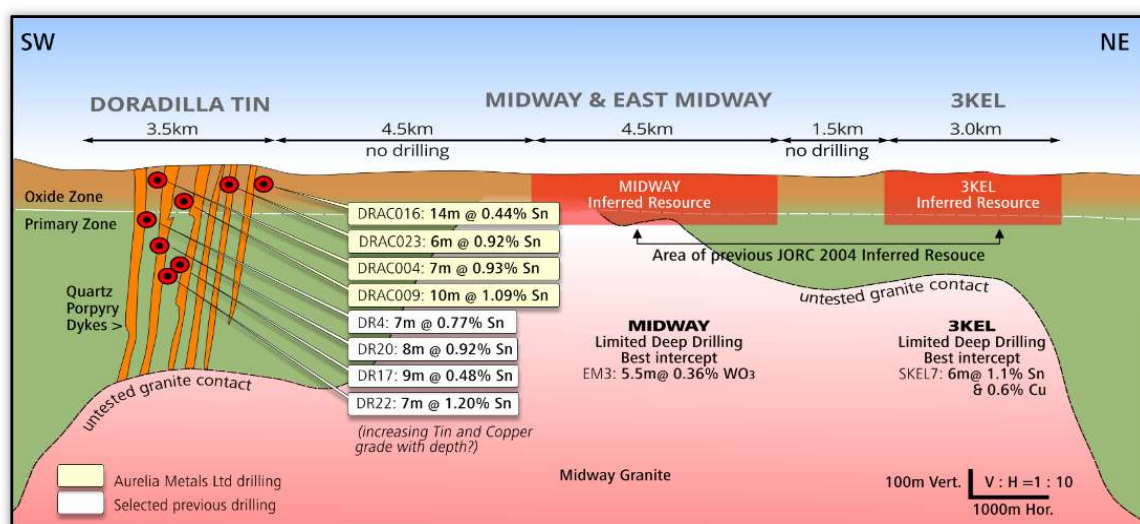 SW
NE
DORADILLA TIN
MIDWAY & EAST MIDWAY
3KEL
3.5km
4.5km
4.5km
1.5km
3.0km
no drilling
no drilling
Oxide Zone
Primary Zone
MIDWAY
Inferred Resource
3KEL
Inferred Resource
DRAC016: 14m @ 0.44% Sn
DRAC023: 6m @ 0.92% Sn
DRAC004: 7m @ 0.93% Sn
DRAC009: 10m @ 1.09% Sn
DR4: 7m @ 0.77% Sn
DR20: 8m @ 0.92% Sn
DR17: 9m @ 0.48% Sn
DR22: 7m @ 1.20% Sn
(increasing Tin and Copper
grade with depth?)
Area of previous JORC 2004 Inferred Resouce
Quartz
Porpyry
Dykes >
untested granite contact
untested granite contact
MIDWAY
Limited Deep Drilling
Best intercept
EM3: 5.5m@ 0.36% WO₃
3KEL
Limited Deep Drilling
Best intercept
SKEL7: 6m@ 1.1% Sn
& 0.6% Cu
Midway Granite
Aurelia Metals Ltd drilling
Selected previous drilling
100m Vert.
V : H =1 : 10
1000m Hor.